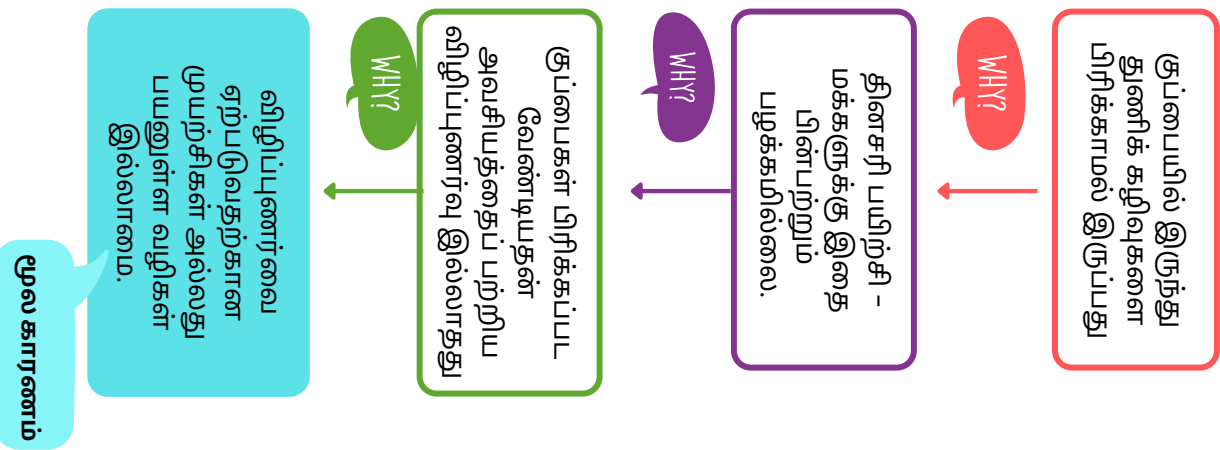 குப்பையில் இருந்து
துணிக் கழிவுகளை
பிரிக்காமல் இருப்பது
WHY?
தினசரி பயிற்சி -
மக்களுக்கு இதை
பின்பற்றும்
பழக்கமில்லை.
WHY?
குப்பைகள் பிரிக்கப்பட
வேண்டியதன்
அவசியத்தைப் பற்றிய
விழிப்புணர்வு இல்லாதது
WHY?
விழிப்புணர்வை
ஏற்படுவதற்கான
முயற்சிகள் அல்லது
பயனுள்ள வழிகள்
இல்லாமை.
மூல காரணம்